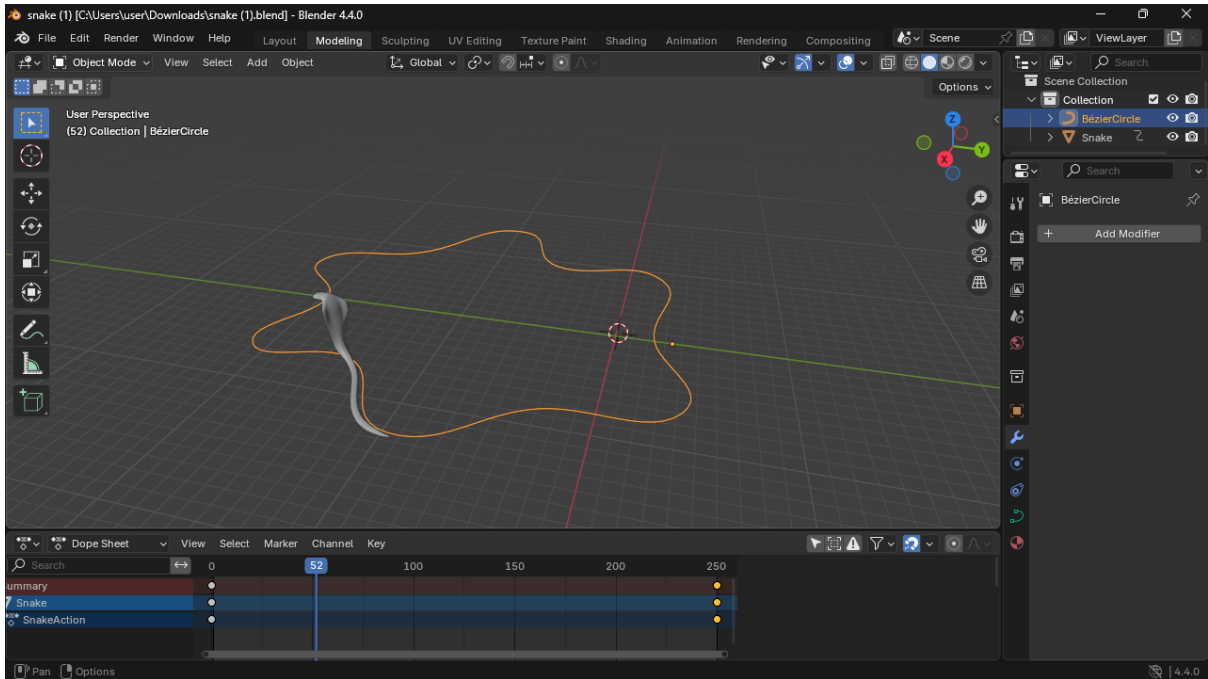 snake (1) [C:\Users\user\Downloads\snake (1).blend] - Blender 4.4.0
File Edit Render Window Help Layout Modeling Sculpting UV Editing Texture Paint Shading Animation Rendering Compositing Scene ViewLayer
Object Mode View Select Add Object Global Search
Options
Scene Collection
Collection
BézierCircle
Snake
User Perspective
(52) Collection | BézierCircle
Z
Y
X
Search
BézierCircle
+ Add Modifier
Dope Sheet View Select Marker Channel Key
Search 0 52 100 150 200 250
ummary
Snake
SnakeAction
Pan Options 4.4.0